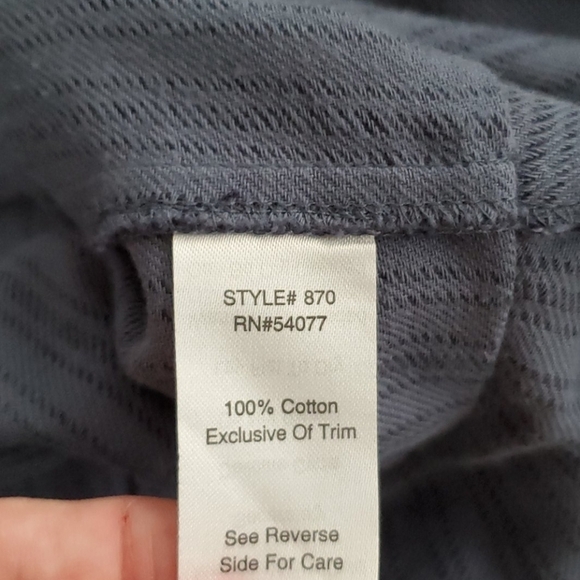 STYLE# 870
RN#54077
100% Cotton
Exclusive Of Trim
See Reverse
Side For Care